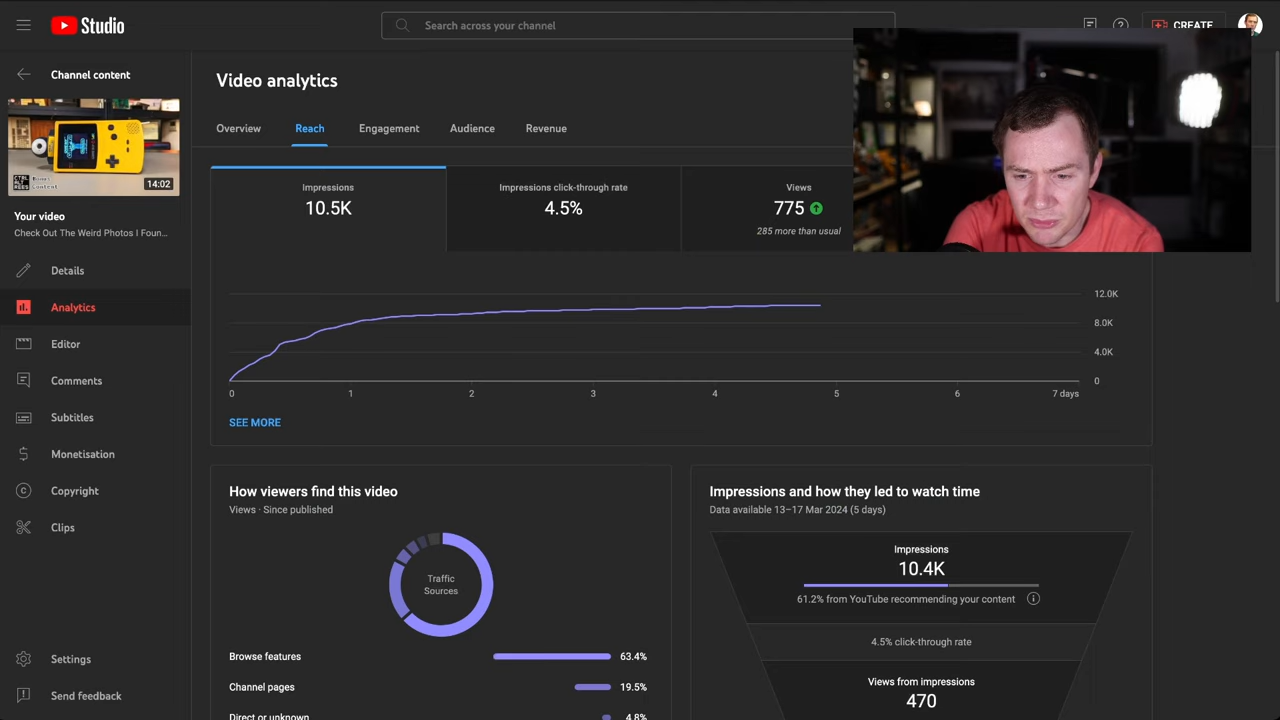 Studio
Search across your channel
CREATE
Channel content
14:02
Your video
Check Out The Weird Photos I Foun...
Details
Analytics
Editor
Comments
Subtitles
Monetisation
Copyright
Clips
Settings
Send feedback
Video analytics
Overview
Reach
Engagement
Audience
Revenue
Impressions
10.5K
Impressions click-through rate
4.5%
Views
775
285 more than usual
12.0K
8.0K
4.0K
0
0 1 2 3 4 5 6 7 days
SEE MORE
How viewers find this video
Views · Since published
Traffic
Sources
Browse features 63.4%
Channel pages 19.5%
Direct or unknown 4.8%
Impressions and how they led to watch time
Data available 13–17 Mar 2024 (5 days)
Impressions
10.4K
61.2% from YouTube recommending your content
4.5% click-through rate
Views from impressions
470